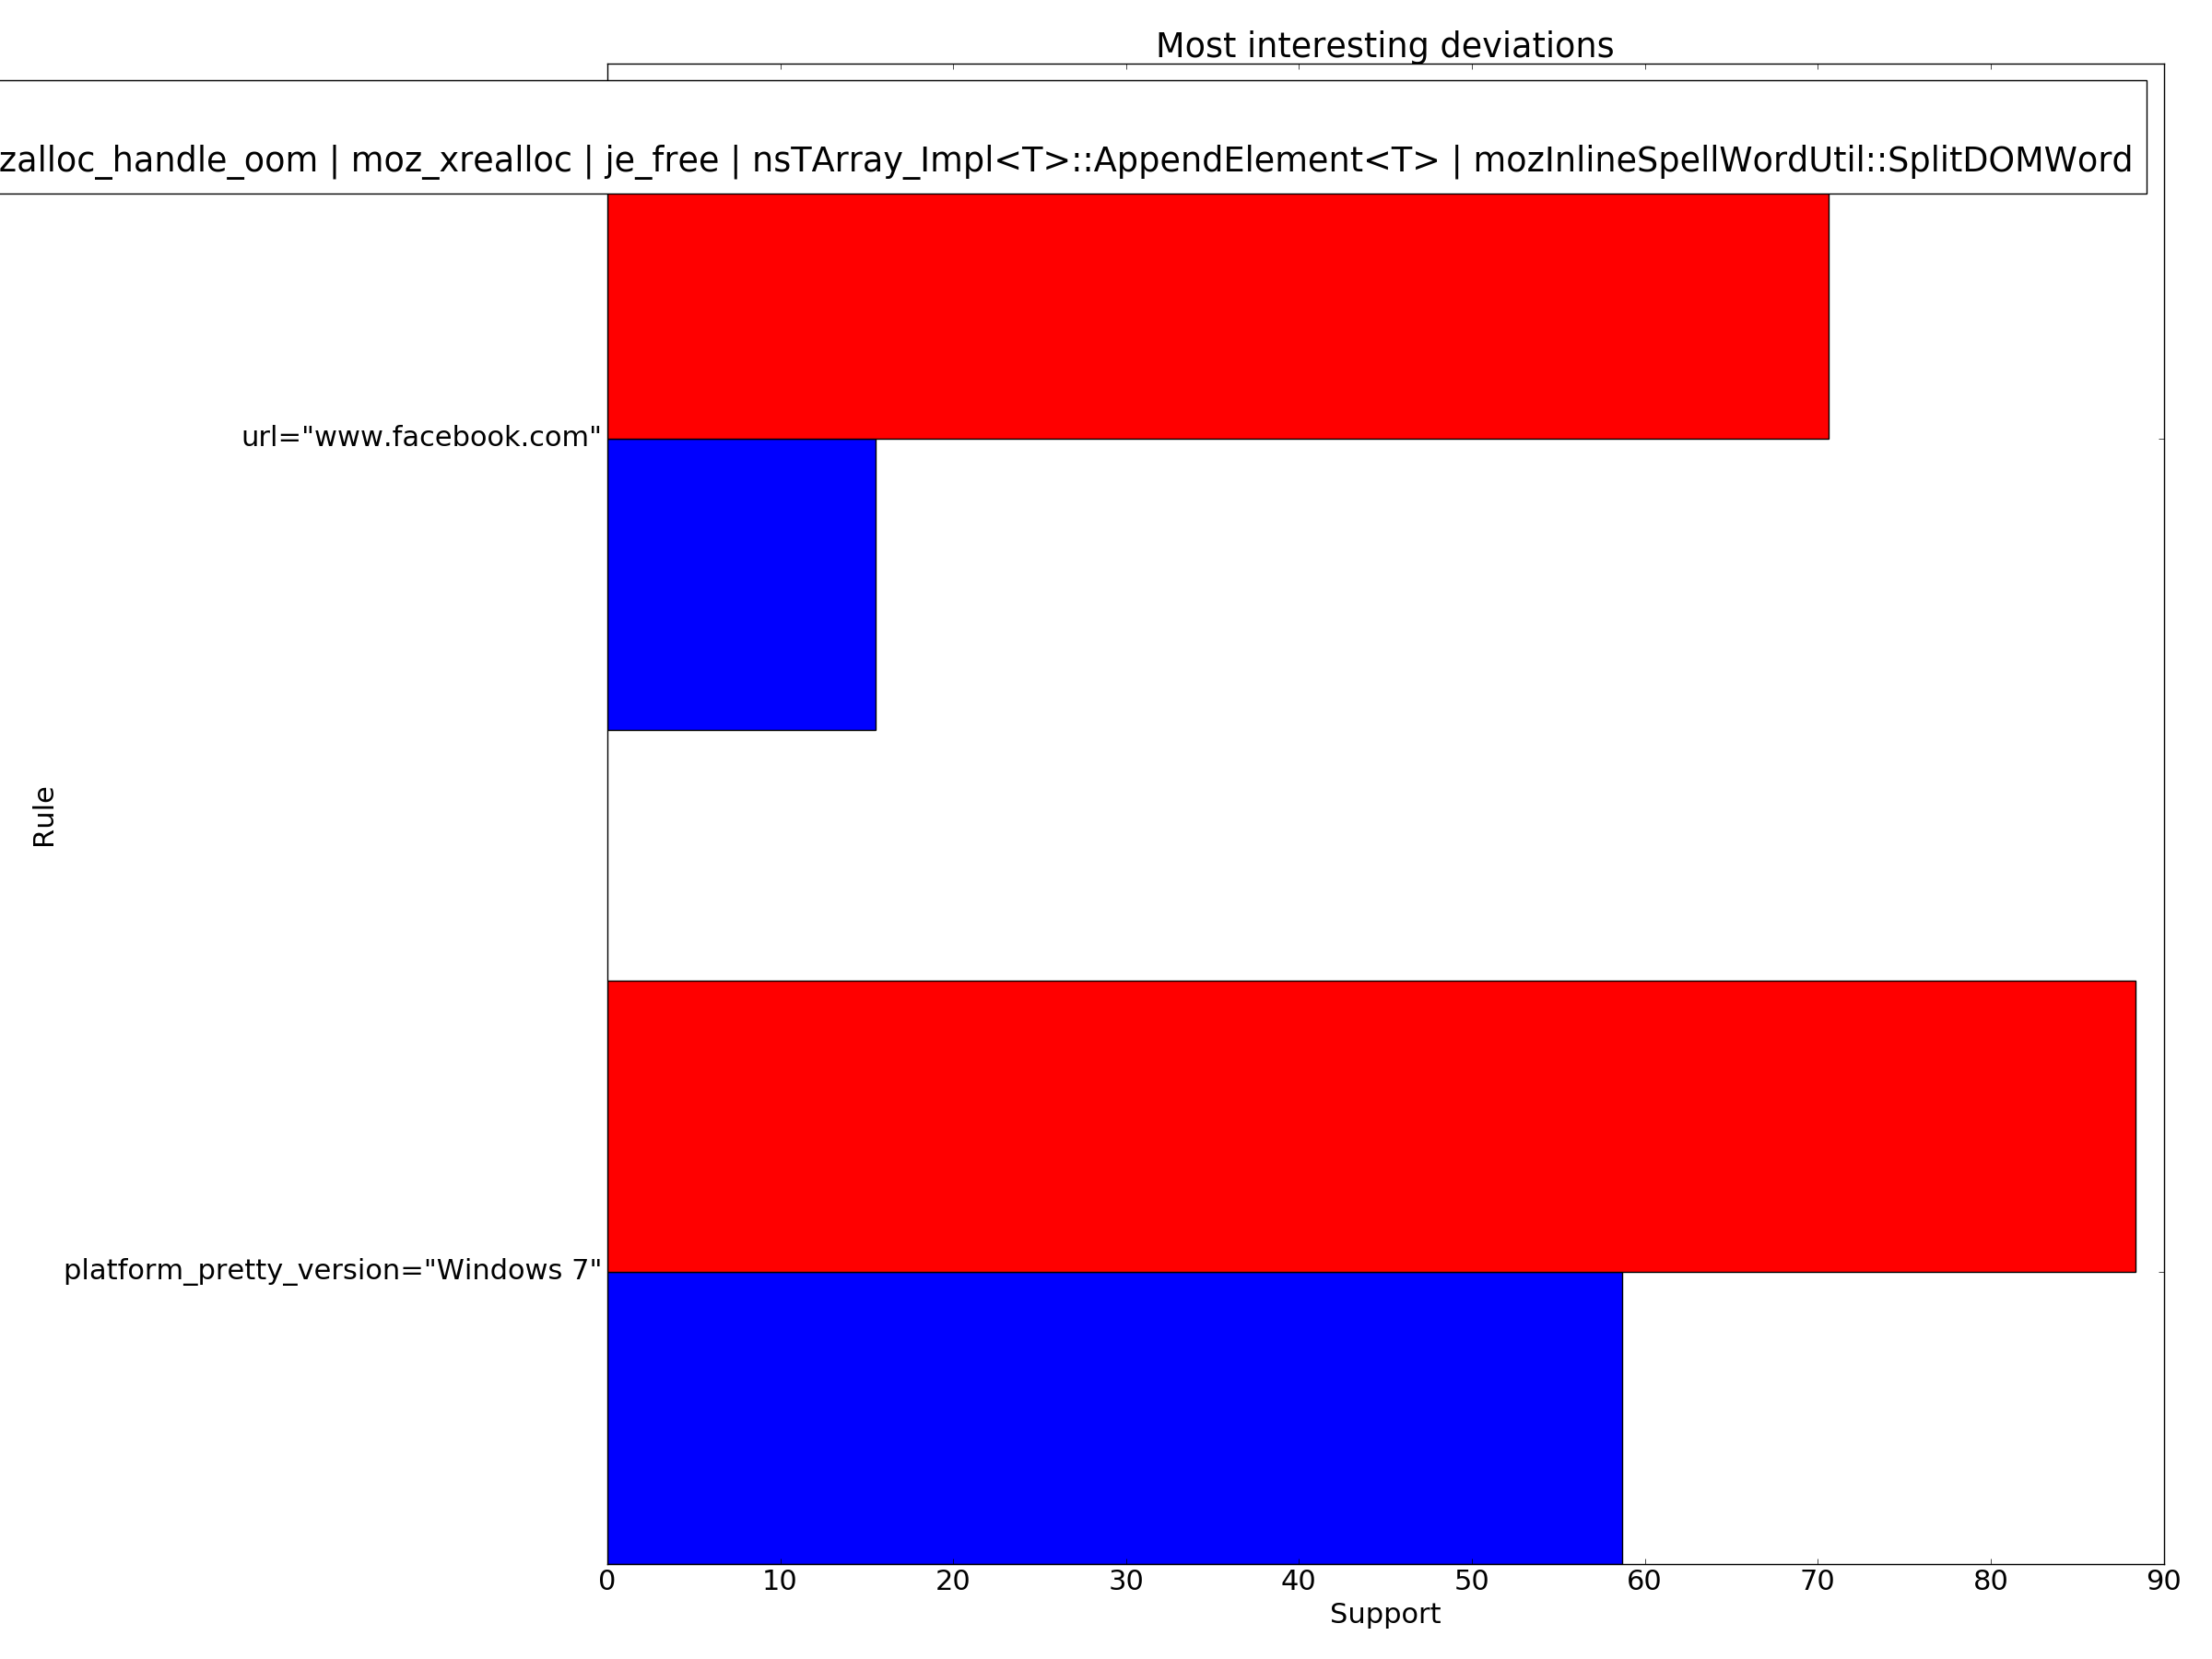 Most interesting deviations
zalloc_handle_oom | moz_xrealloc | je_free | nsTArray_Impl<T>::AppendElement<T> | mozInlineSpellWordUtil::SplitDOMWord
url="www.facebook.com"
Rule
platform_pretty_version="Windows 7"
0 10 20 30 40 50 60 70 80 90
Support